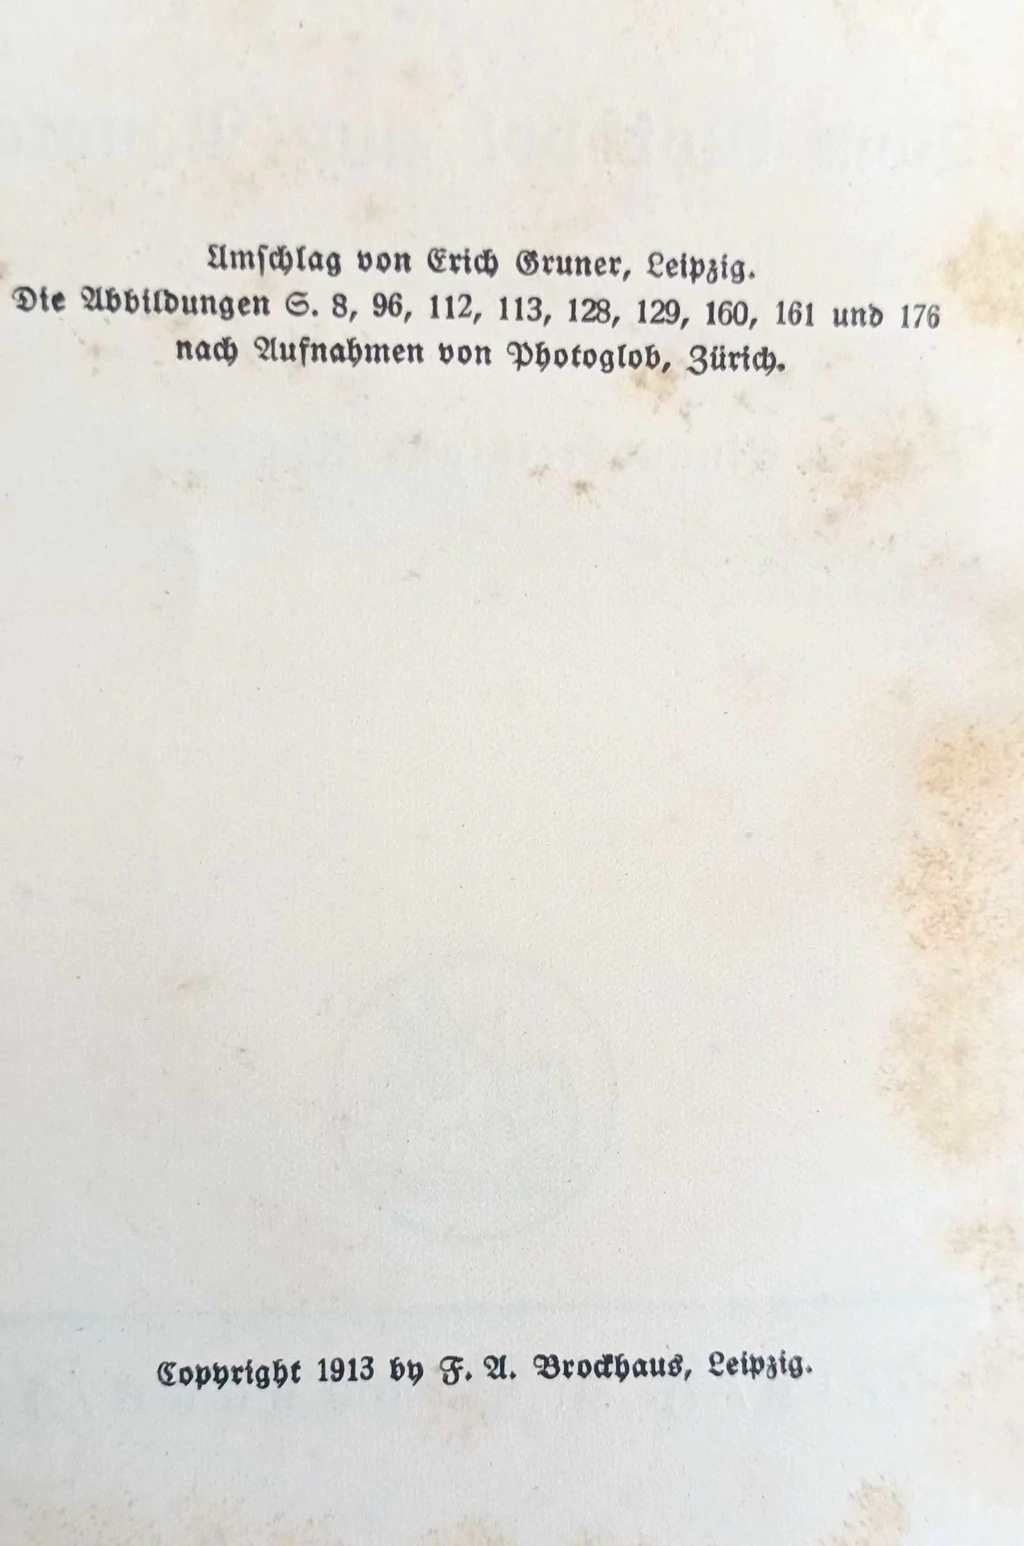 Umſchlag von Erich Gruner, Leipzig.
Die Abbildungen S. 8, 96, 112, 113, 128, 129, 160, 161 und 176
nach Aufnahmen von Photoglob, Zürich.
Copyright 1913 by F. A. Brockhaus, Leipzig.